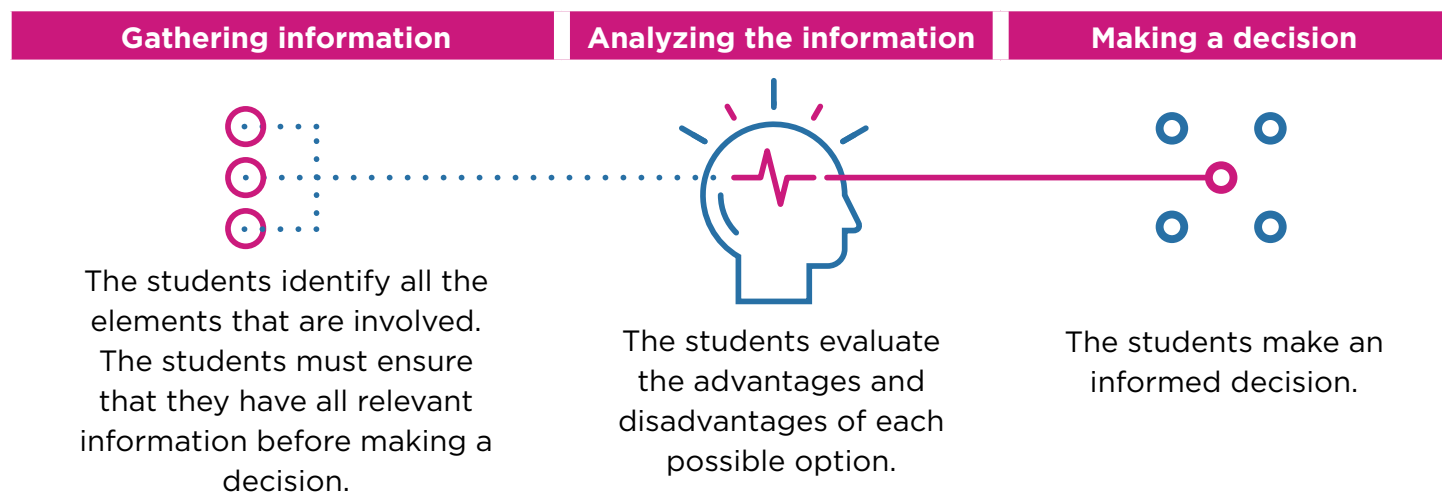 Gathering information
Analyzing the information
Making a decision
The students identify all the
elements that are involved.
The students must ensure
that they have all relevant
information before making a
decision.
The students evaluate
the advantages and
disadvantages of each
possible option.
The students make an
informed decision.